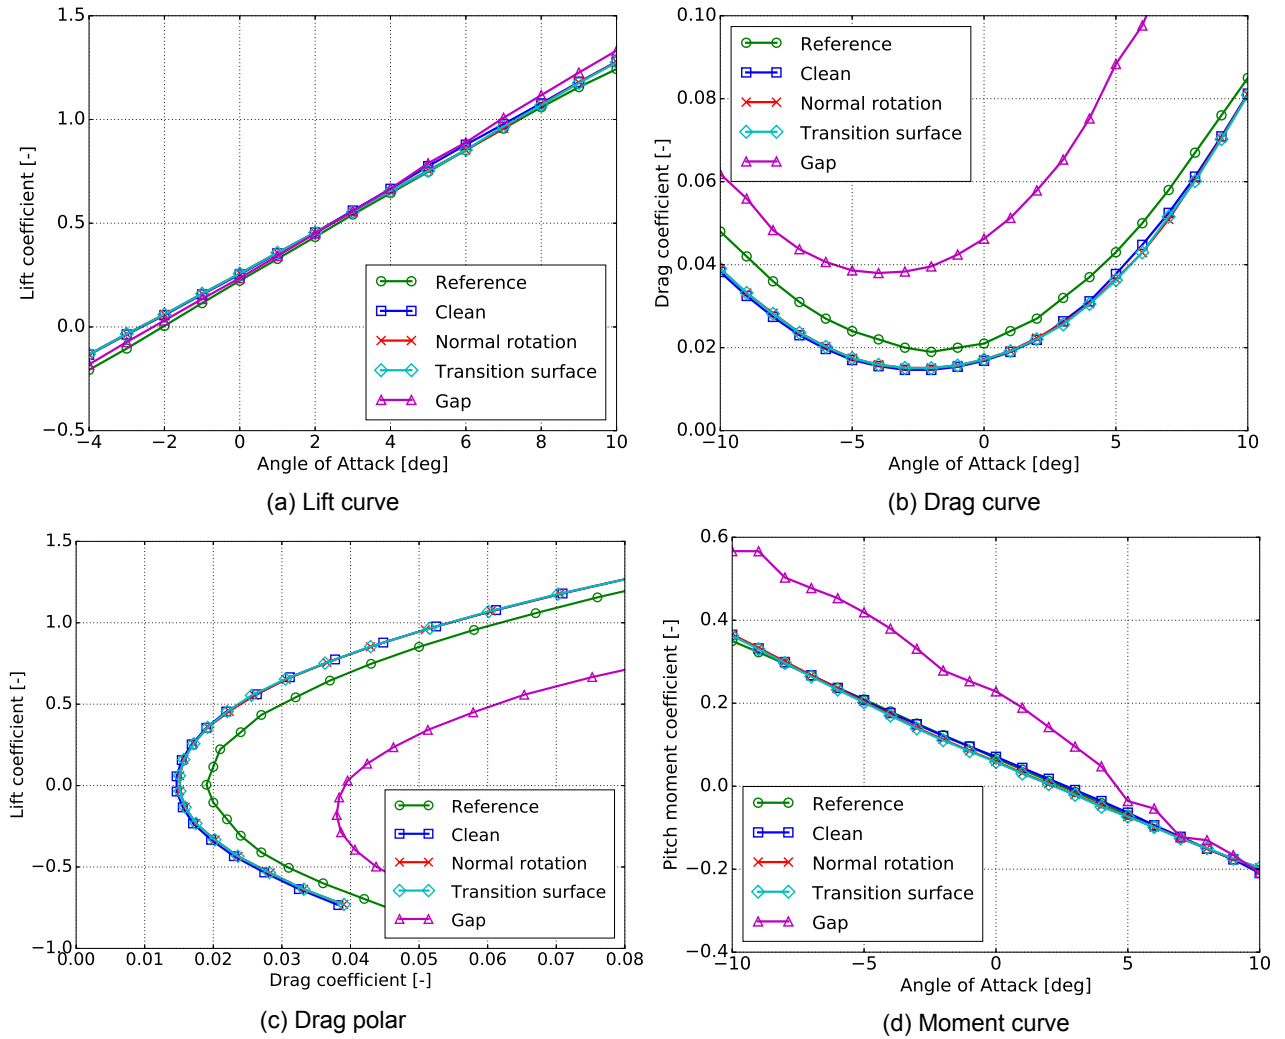 1.5
1.0
0.5
0.0
−0.5
Lift coefficient [-]
Reference
Clean
Normal rotation
Transition surface
Gap
−4
−2
0
2
4
6
8
10
Angle of Attack [deg]
(a) Lift curve
0.10
0.08
0.06
0.04
0.02
0.00
Drag coefficient [-]
Reference
Clean
Normal rotation
Transition surface
Gap
−10
−5
0
5
10
Angle of Attack [deg]
(b) Drag curve
1.5
1.0
0.5
0.0
−0.5
−1.0
Lift coefficient [-]
Reference
Clean
Normal rotation
Transition surface
Gap
0.00
0.01
0.02
0.03
0.04
0.05
0.06
0.07
0.08
Drag coefficient [-]
(c) Drag polar
0.6
0.4
0.2
0.0
−0.2
−0.4
Pitch moment coefficient [-]
Reference
Clean
Normal rotation
Transition surface
Gap
−10
−5
0
5
10
Angle of Attack [deg]
(d) Moment curve